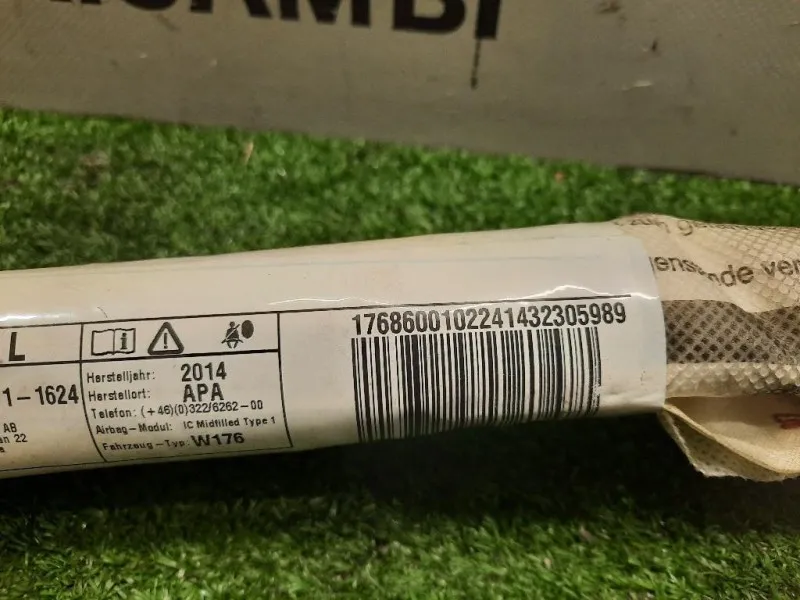 L
1-1624
AB
an 22
Herstelljahr: 2014
Herstellort: APA
Telefon: (+46)(0)322/6262-00
Airbag-Modul: IC Midfilled Type 1
Fahrzeug-Typ: W176
1768600102241432305989